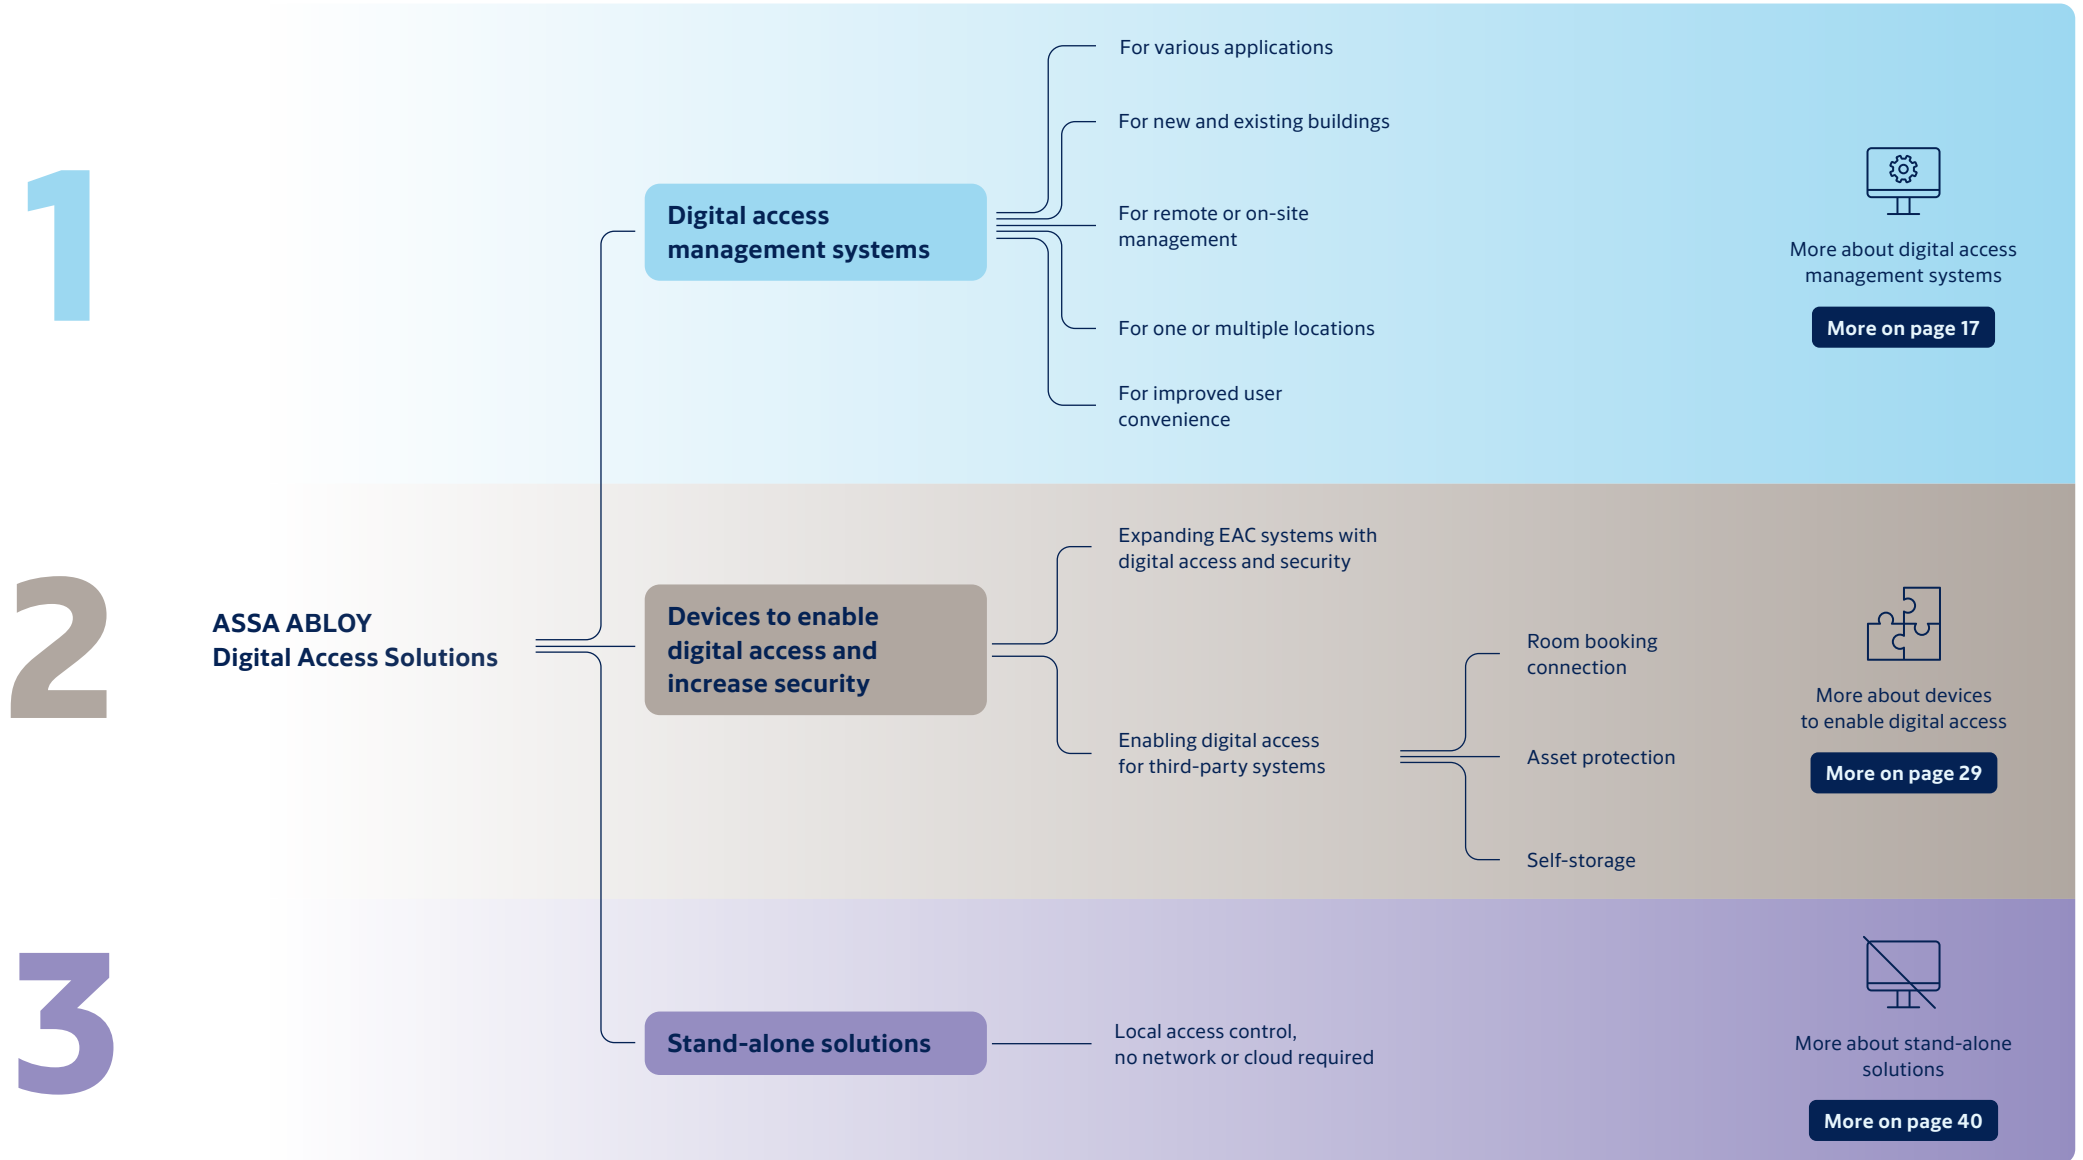 1
Digital access
management systems
For various applications
For new and existing buildings
For remote or on-site
management
For one or multiple locations
For improved user
convenience
More about digital access
management systems
More on page 17
2
ASSA ABLOY
Digital Access Solutions
Devices to enable
digital access and
increase security
Expanding EAC systems with
digital access and security
Enabling digital access
for third-party systems
Room booking
connection
Asset protection
Self-storage
More about devices
to enable digital access
More on page 29
3
Stand-alone solutions
Local access control,
no network or cloud required
More about stand-alone
solutions
More on page 40